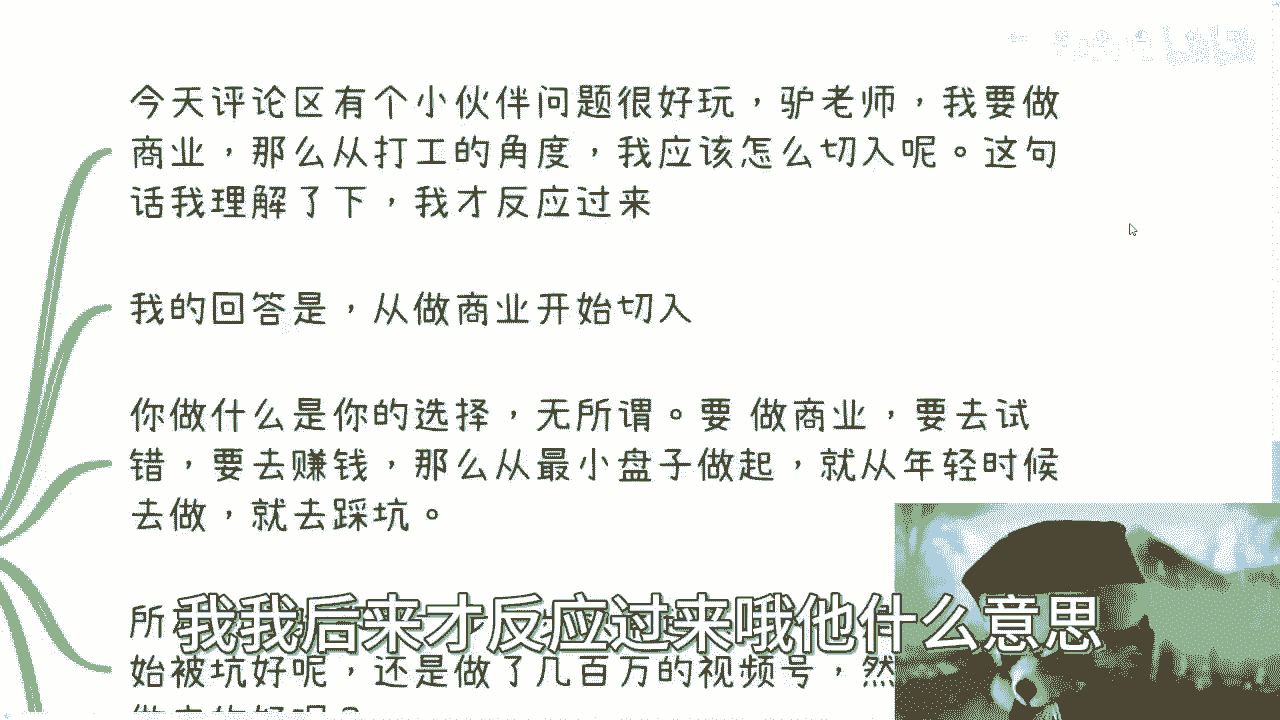 今天评论区有个小伙伴问题很好玩，驴老师，我要做
商业，那么从打工的角度，我应该怎么切入呢。这句
话我理解了下，我才反应过来
我的回答是，从做商业开始切入
你做什么是你的选择，无所谓。要 做商业，要去试
错，要去赚钱，那么从最小盘子做起，就从年轻时候
去做，就去踩坑。
所
我我后来才反应过来哦他什么意思
始被坑好呢，还是做了几百万的视频号，然